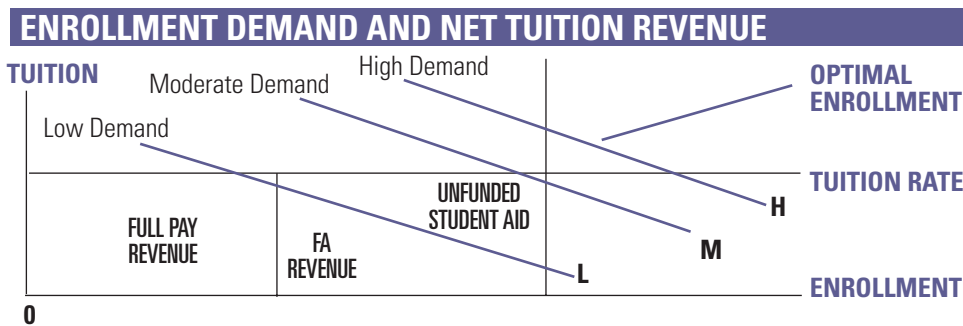 ENROLLMENT DEMAND AND NET TUITION REVENUE
TUITION
Moderate Demand
High Demand
OPTIMAL
ENROLLMENT
Low Demand
TUITION RATE
UNFUNDED
STUDENT AID
FULL PAY
REVENUE
FA
REVENUE
H
M
L
ENROLLMENT
0